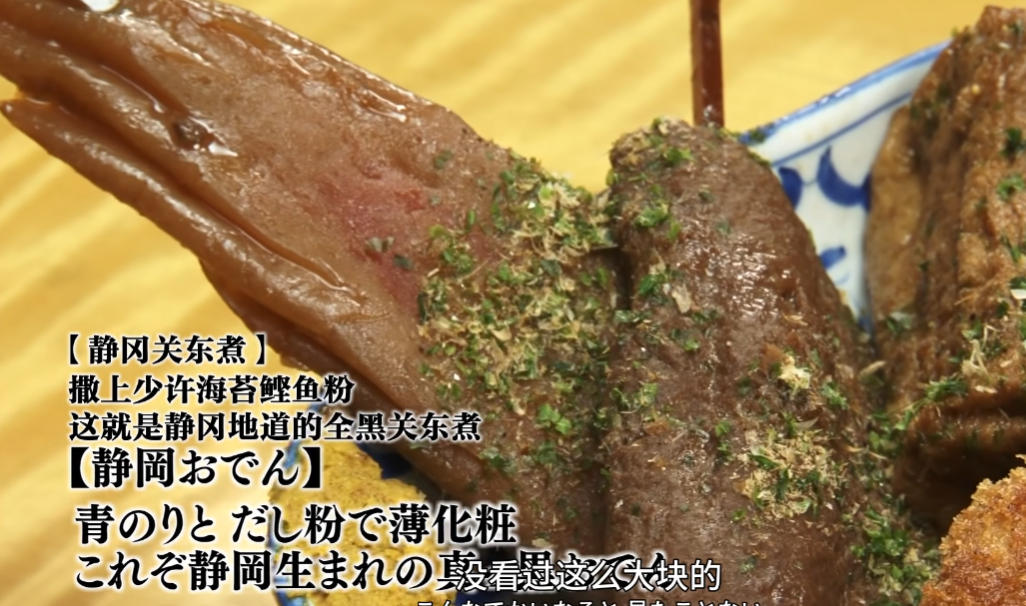 【静冈关东煮】
撒上少许海苔鲣鱼粉
这就是静冈地道的全黑关东煮
【静岡おでん】
青のりと だし粉で薄化粧
これぞ静岡生まれの真
没看过这么大块的